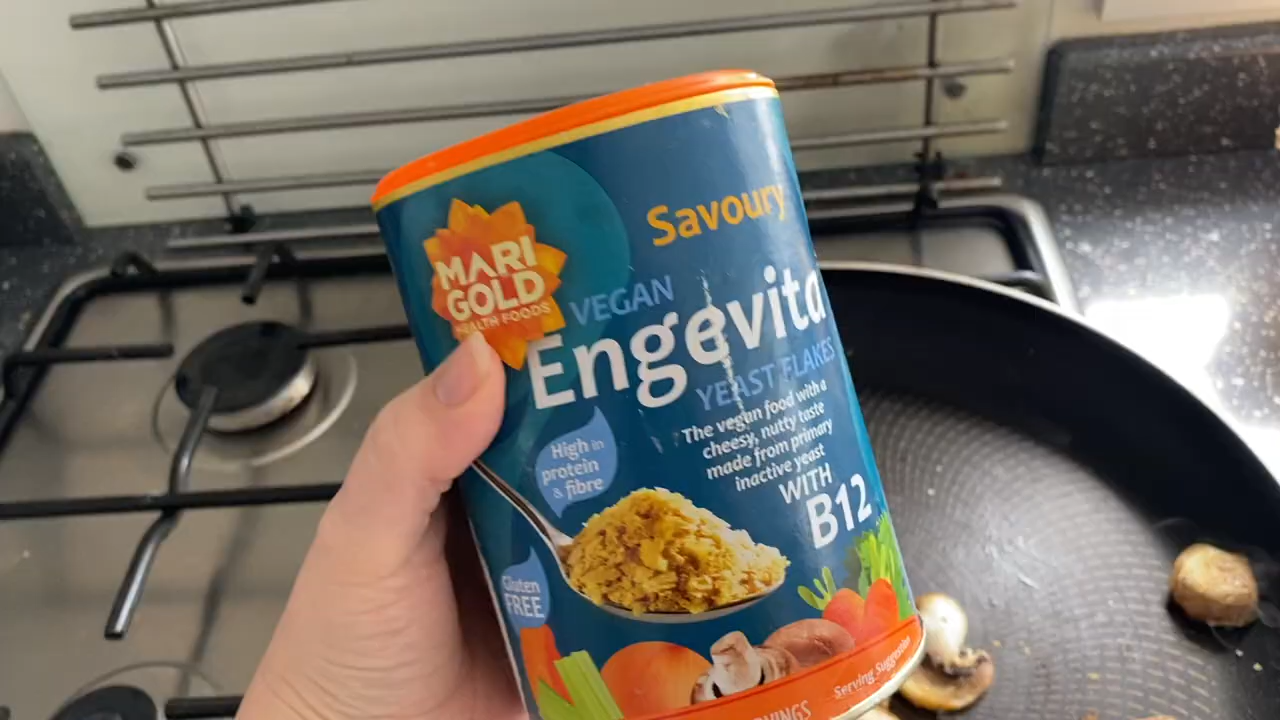 Savoury
MARI
GOLD
HEALTH FOODS
VEGAN
Engevita
YEAST FLAKES
The vegan food with a
cheesy, nutty taste
made from primary
inactive yeast
WITH
B12
High in
protein
& fibre
Gluten
FREE
Serving Suggestion